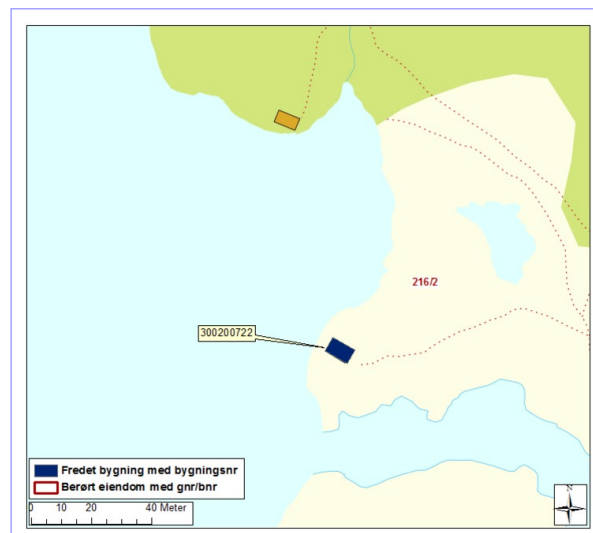 216/2
300200722
Fredet bygning med bygningsnr
Berørt eiendom med gnr/bnr
0 10 20 40 Meter
N